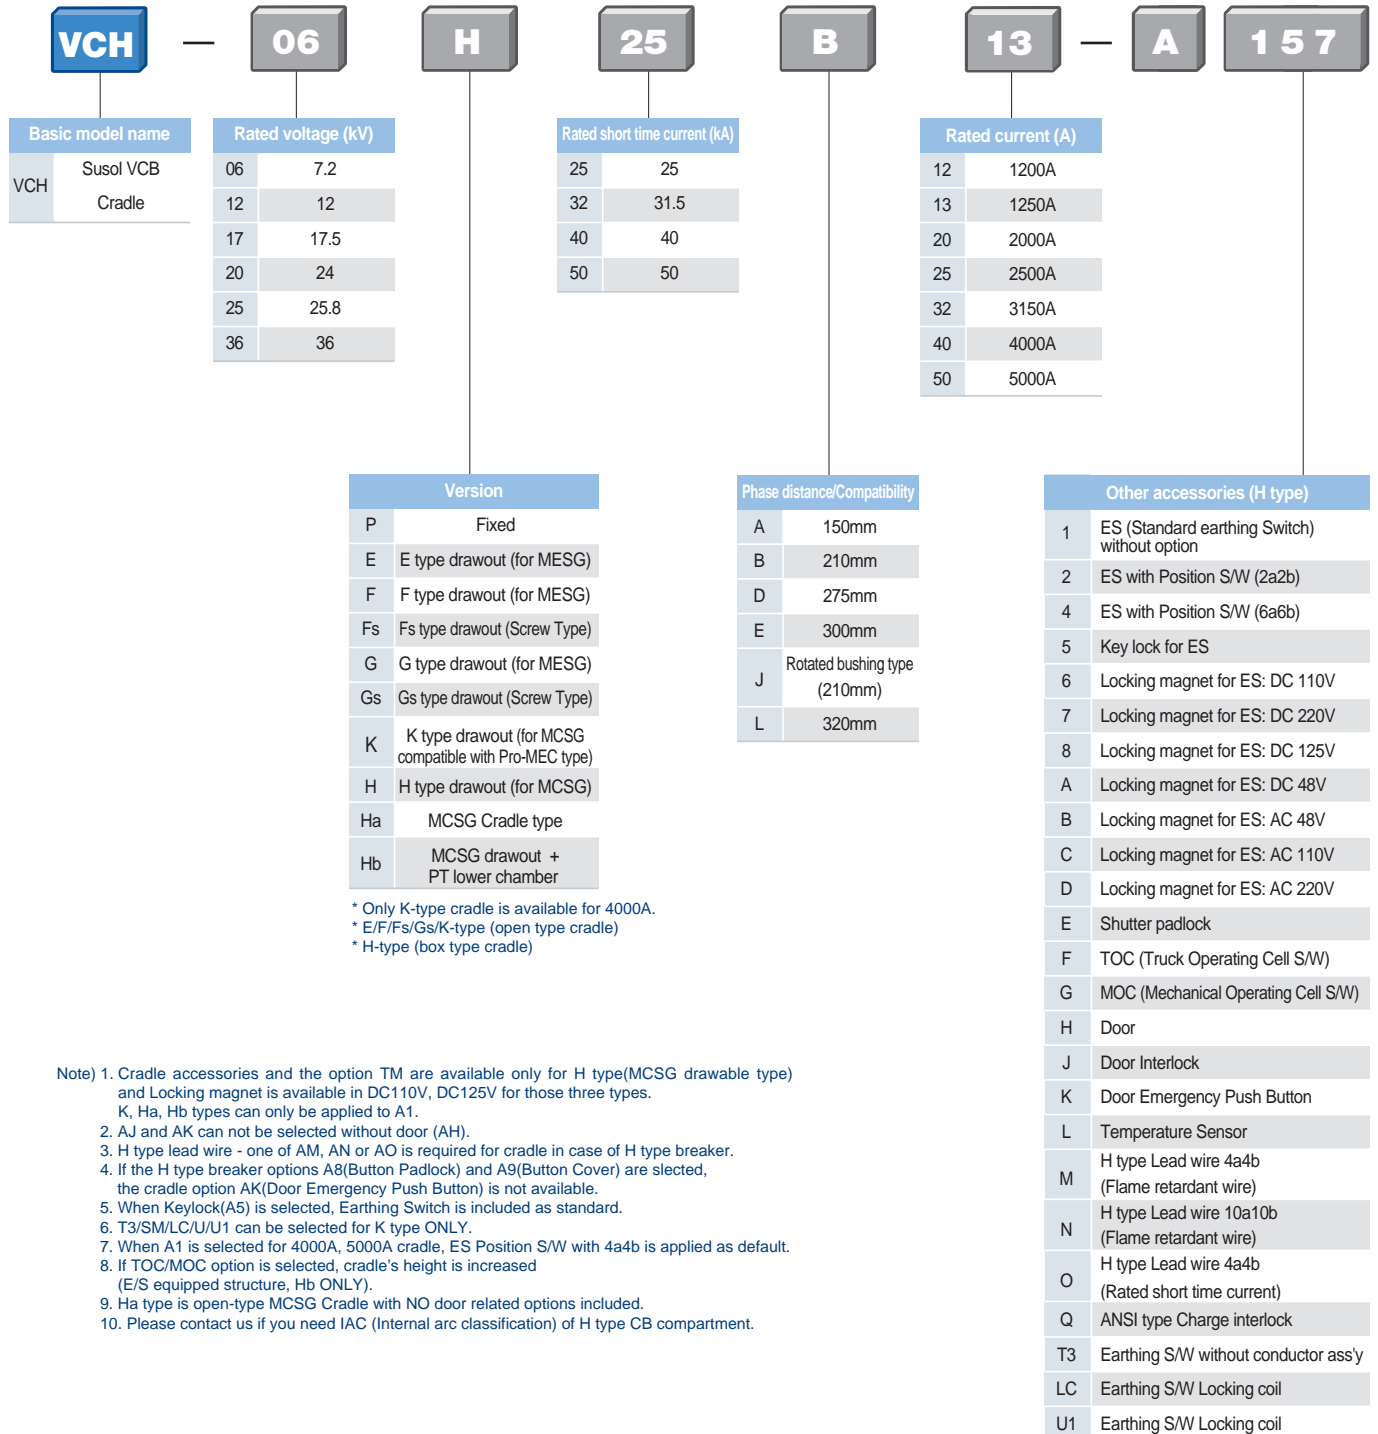 VCH — 06 H 25 B 13 — A 1 5 7
Basic model name
VCH
Susol VCB
Cradle
Rated voltage (kV)
06 7.2
12 12
17 17.5
20 24
25 25.8
36 36
Rated short time current (kA)
25 25
32 31.5
40 40
50 50
Rated current (A)
12 1200A
13 1250A
20 2000A
25 2500A
32 3150A
40 4000A
50 5000A
Version
P Fixed
E E type drawout (for MESG)
F F type drawout (for MESG)
Fs Fs type drawout (Screw Type)
G G type drawout (for MESG)
Gs Gs type drawout (Screw Type)
K K type drawout (for MCSG
compatible with Pro-MEC type)
H H type drawout (for MCSG)
Ha MCSG Cradle type
Hb MCSG drawout +
PT lower chamber
* Only K-type cradle is available for 4000A.
* E/F/Fs/Gs/K-type (open type cradle)
* H-type (box type cradle)
Phase distance/Compatibility
A 150mm
B 210mm
D 275mm
E 300mm
J Rotated bushing type
(210mm)
L 320mm
Other accessories (H type)
1 ES (Standard earthing Switch)
without option
2 ES with Position S/W (2a2b)
4 ES with Position S/W (6a6b)
5 Key lock for ES
6 Locking magnet for ES: DC 110V
7 Locking magnet for ES: DC 220V
8 Locking magnet for ES: DC 125V
A Locking magnet for ES: DC 48V
B Locking magnet for ES: AC 48V
C Locking magnet for ES: AC 110V
D Locking magnet for ES: AC 220V
E Shutter padlock
F TOC (Truck Operating Cell S/W)
G MOC (Mechanical Operating Cell S/W)
H Door
J Door Interlock
K Door Emergency Push Button
L Temperature Sensor
M H type Lead wire 4a4b
(Flame retardant wire)
N H type Lead wire 10a10b
(Flame retardant wire)
O H type Lead wire 4a4b
(Rated short time current)
Q ANSI type Charge interlock
T3 Earthing S/W without conductor ass'y
LC Earthing S/W Locking coil
U1 Earthing S/W Locking coil
Note) 1. Cradle accessories and the option TM are available only for H type(MCSG drawable type)
and Locking magnet is available in DC110V, DC125V for those three types.
K, Ha, Hb types can only be applied to A1.
2. AJ and AK can not be selected without door (AH).
3. H type lead wire - one of AM, AN or AO is required for cradle in case of H type breaker.
4. If the H type breaker options A8(Button Padlock) and A9(Button Cover) are slected,
the cradle option AK(Door Emergency Push Button) is not available.
5. When Keylock(A5) is selected, Earthing Switch is included as standard.
6. T3/SM/LC/U/U1 can be selected for K type ONLY.
7. When A1 is selected for 4000A, 5000A cradle, ES Position S/W with 4a4b is applied as default.
8. If TOC/MOC option is selected, cradle's height is increased
(E/S equipped structure, Hb ONLY).
9. Ha type is open-type MCSG Cradle with NO door related options included.
10. Please contact us if you need IAC (Internal arc classification) of H type CB compartment.